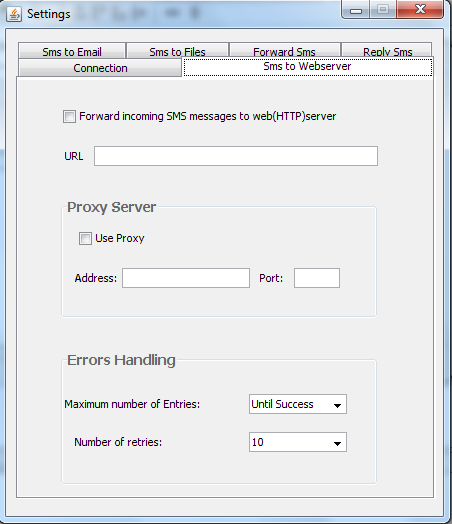 Settings
Sms to Email Sms to Files Forward Sms Reply Sms
Connection Sms to Webserver
Forward incoming SMS messages to web(HTTP)server
URL
Proxy Server
Use Proxy
Address: Port:
Errors Handling
Maximum number of Entries: Until Success
Number of retries: 10